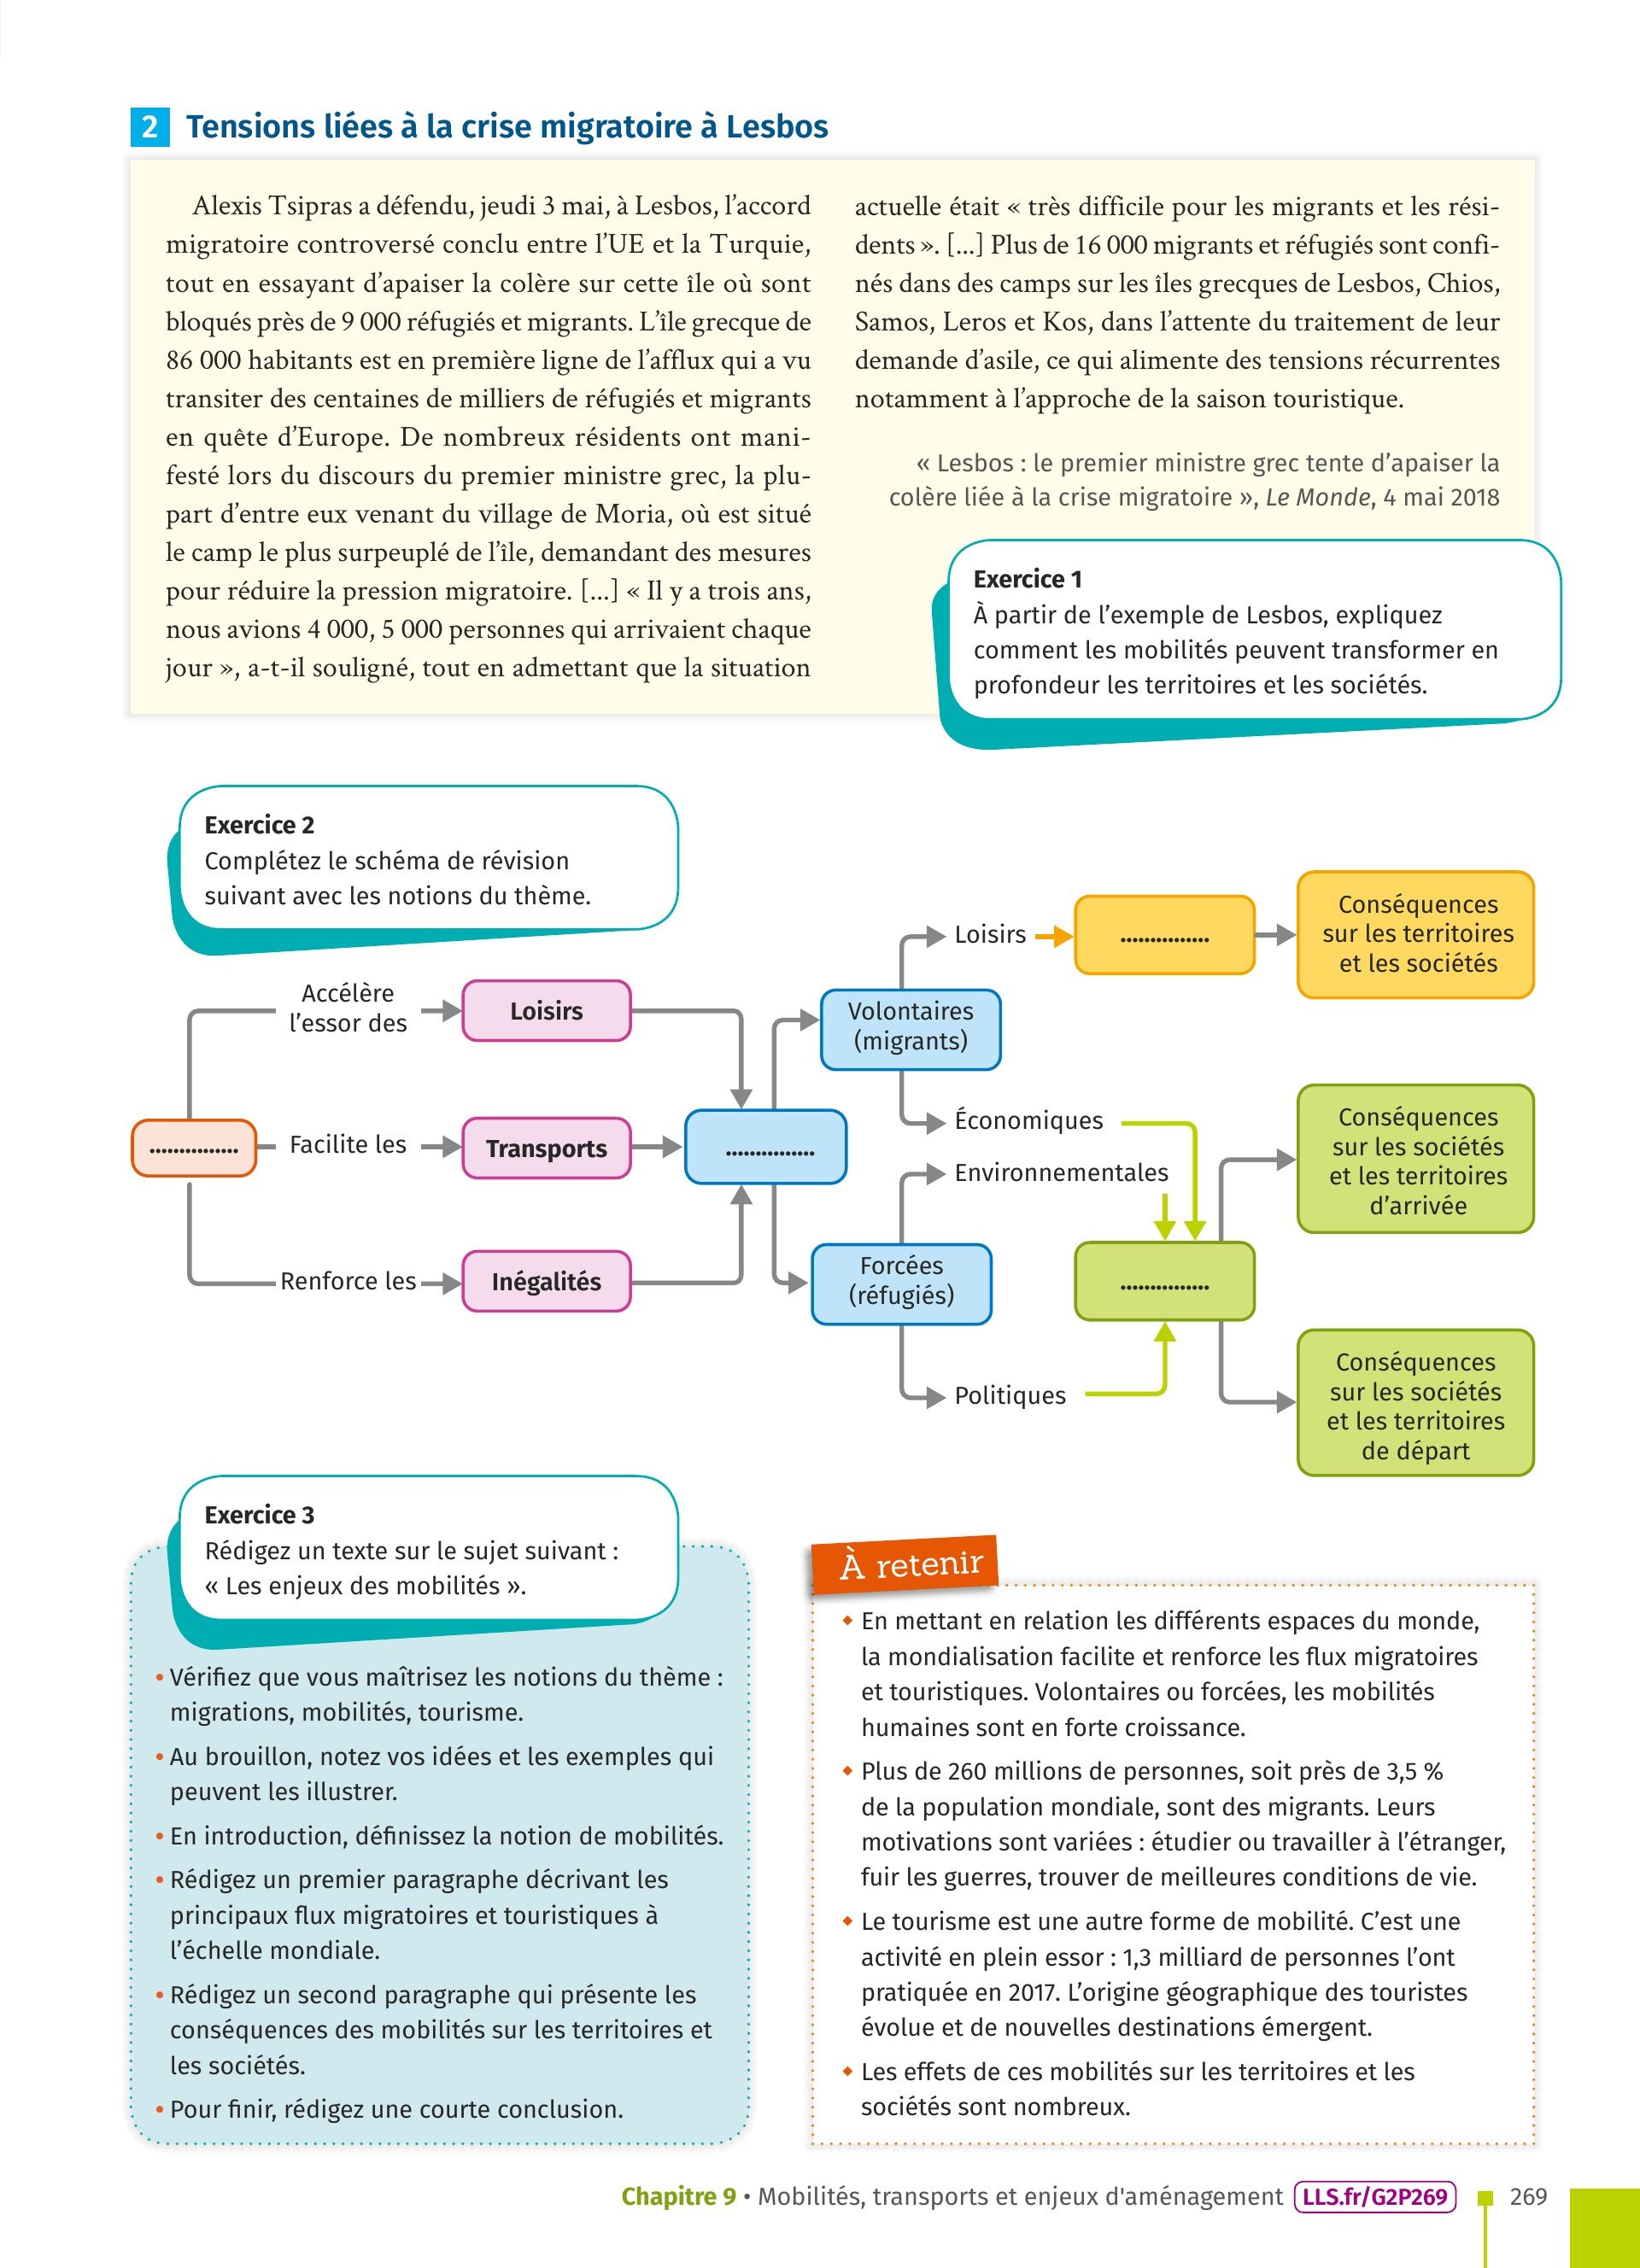 2 Tensions liées à la crise migratoire à Lesbos
Alexis Tsipras a défendu, jeudi 3 mai, à Lesbos, l’accord
migratoire controversé conclu entre l’UE et la Turquie,
tout en essayant d’apaiser la colère sur cette île où sont
bloqués près de 9 000 réfugiés et migrants. L’île grecque de
86 000 habitants est en première ligne de l’afflux qui a vu
transiter des centaines de milliers de réfugiés et migrants
en quête d’Europe. De nombreux résidents ont mani-
festé lors du discours du premier ministre grec, la plu-
part d’entre eux venant du village de Moria, où est situé
le camp le plus surpeuplé de l’île, demandant des mesures
pour réduire la pression migratoire. [...] « Il y a trois ans,
nous avions 4 000, 5 000 personnes qui arrivaient chaque
jour », a-t-il souligné, tout en admettant que la situation
actuelle était « très difficile pour les migrants et les rési-
dents ». [...] Plus de 16 000 migrants et réfugiés sont confi-
nés dans des camps sur les îles grecques de Lesbos, Chios,
Samos, Leros et Kos, dans l’attente du traitement de leur
demande d’asile, ce qui alimente des tensions récurrentes
notamment à l’approche de la saison touristique.
« Lesbos : le premier ministre grec tente d’apaiser la
colère liée à la crise migratoire », Le Monde, 4 mai 2018
Exercice 1
À partir de l’exemple de Lesbos, expliquez
comment les mobilités peuvent transformer en
profondeur les territoires et les sociétés.
Exercice 2
Complétez le schéma de révision
suivant avec les notions du thème.
...............
Accélère
l’essor des
Loisirs
Facilite les
Transports
Renforce les
Inégalités
...............
Volontaires
(migrants)
Loisirs
...............
Conséquences
sur les territoires
et les sociétés
Économiques
Environnementales
Forcées
(réfugiés)
Politiques
...............
Conséquences
sur les sociétés
et les territoires
d’arrivée
Conséquences
sur les sociétés
et les territoires
de départ
Exercice 3
Rédigez un texte sur le sujet suivant :
« Les enjeux des mobilités ».
• Vérifiez que vous maîtrisez les notions du thème :
migrations, mobilités, tourisme.
• Au brouillon, notez vos idées et les exemples qui
peuvent les illustrer.
• En introduction, définissez la notion de mobilités.
• Rédigez un premier paragraphe décrivant les
principaux flux migratoires et touristiques à
l’échelle mondiale.
• Rédigez un second paragraphe qui présente les
conséquences des mobilités sur les territoires et
les sociétés.
• Pour finir, rédigez une courte conclusion.
À retenir
◆ En mettant en relation les différents espaces du monde,
la mondialisation facilite et renforce les flux migratoires
et touristiques. Volontaires ou forcées, les mobilités
humaines sont en forte croissance.
◆ Plus de 260 millions de personnes, soit près de 3,5 %
de la population mondiale, sont des migrants. Leurs
motivations sont variées : étudier ou travailler à l’étranger,
fuir les guerres, trouver de meilleures conditions de vie.
◆ Le tourisme est une autre forme de mobilité. C’est une
activité en plein essor : 1,3 milliard de personnes l’ont
pratiquée en 2017. L’origine géographique des touristes
évolue et de nouvelles destinations émergent.
◆ Les effets de ces mobilités sur les territoires et les
sociétés sont nombreux.
Chapitre 9 • Mobilités, transports et enjeux d'aménagement LLS.fr/G2P269 269